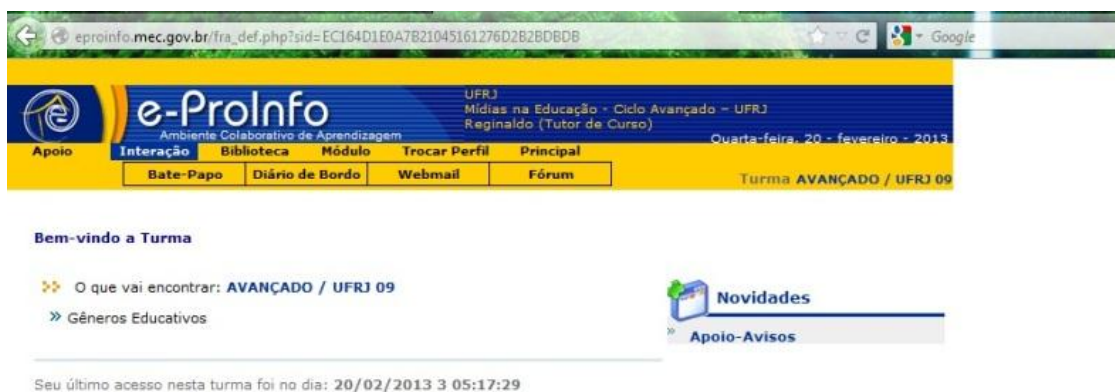 eproinfo.mec.gov.br/fra_def.php?sid=EC164D1E0A7B21045161276D2B2BDBDB
Google
e-ProInfo
Ambiente Colaborativo de Aprendizagem
UFRJ
Mídias na Educação - Ciclo Avançado - UFRJ
Reginaldo (Tutor de Curso)
Quarta-feira, 20 - fevereiro - 2013
Apoio Interação Biblioteca Módulo Trocar Perfil Principal
Bate-Papo Diário de Bordo Webmail Fórum
Turma AVANÇADO / UFRJ 09
Bem-vindo a Turma
O que vai encontrar: AVANÇADO / UFRJ 09
» Gêneros Educativos
Novidades
» Apoio-Avisos
Seu último acesso nesta turma foi no dia: 20/02/2013 3 05:17:29